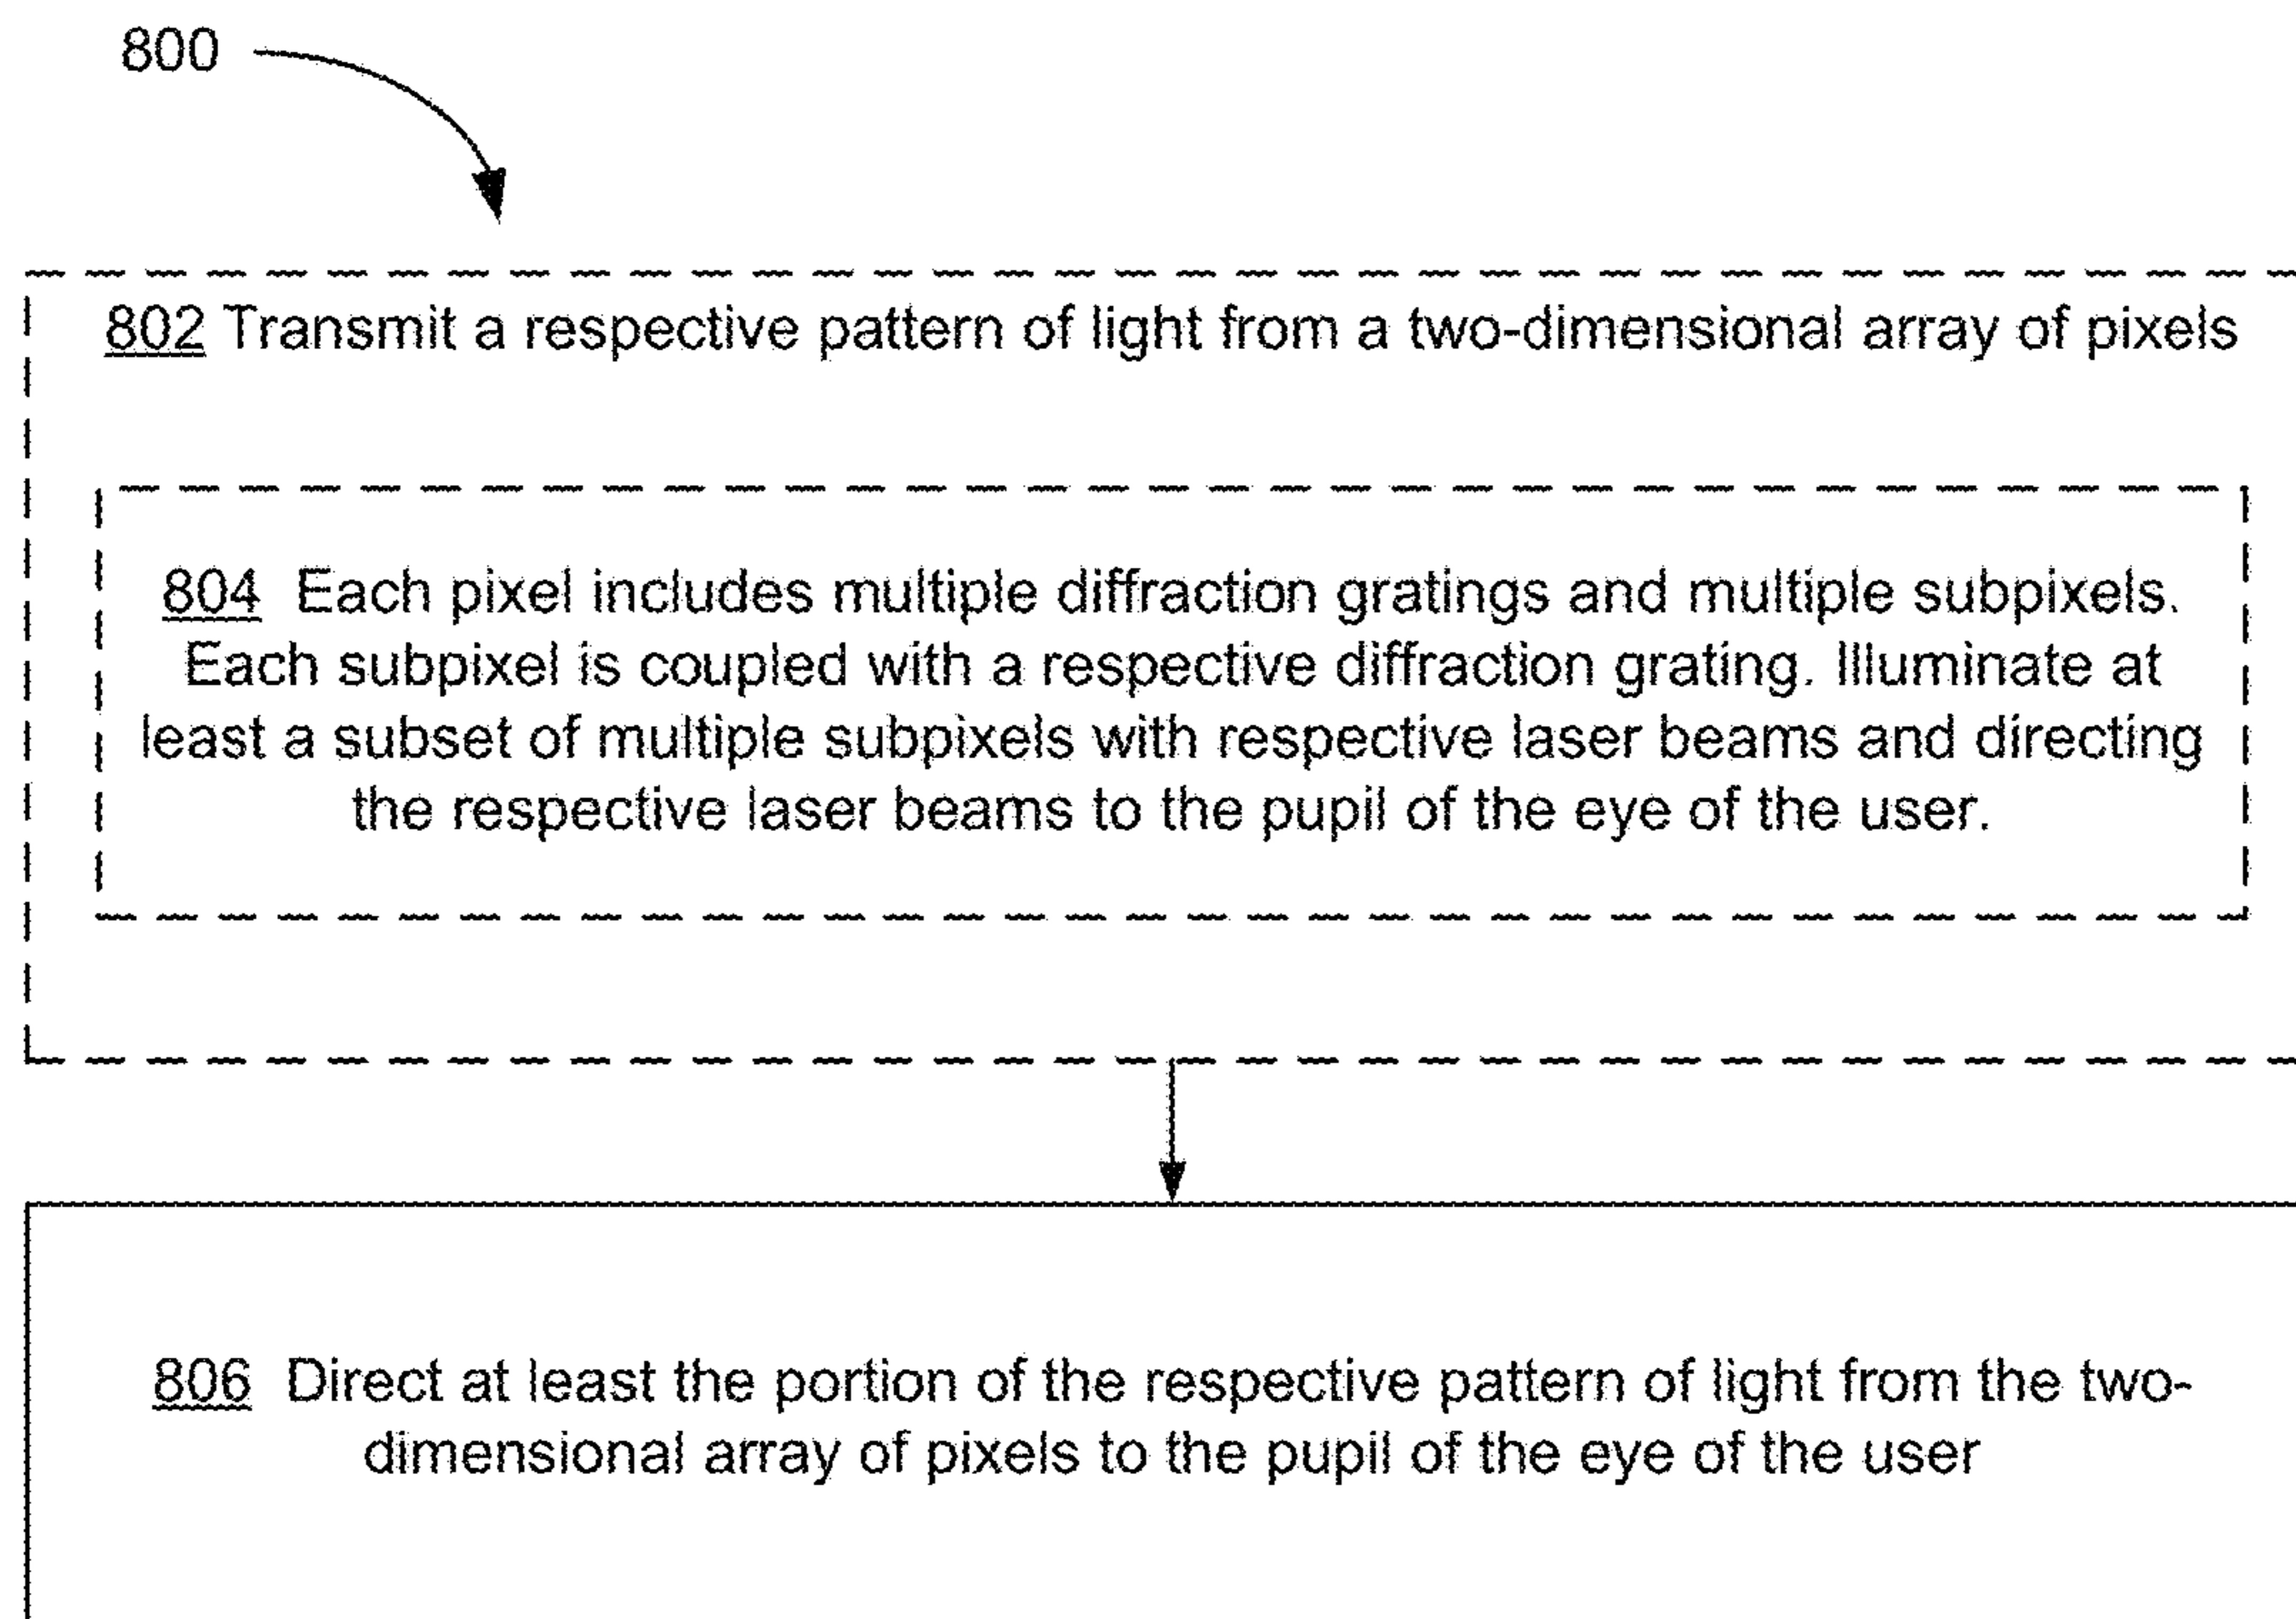 800
802 Transmit a respective pattern of light from a two-dimensional array of pixels
804 Each pixel includes multiple diffraction gratings and multiple subpixels.
Each subpixel is coupled with a respective diffraction grating. Illuminate at
least a subset of multiple subpixels with respective laser beams and directing
the respective laser beams to the pupil of the eye of the user.
806 Direct at least the portion of the respective pattern of light from the two-
dimensional array of pixels to the pupil of the eye of the user